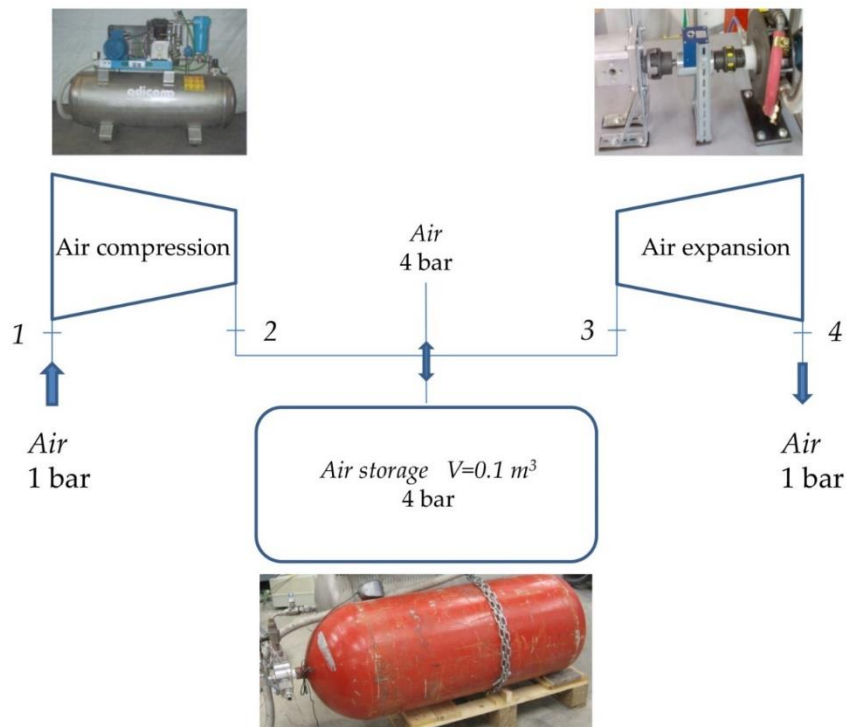 adicomp
Air compression
Air
4 bar
Air expansion
1
2
3
4
Air
1 bar
Air storage V=0.1 m³
4 bar
Air
1 bar